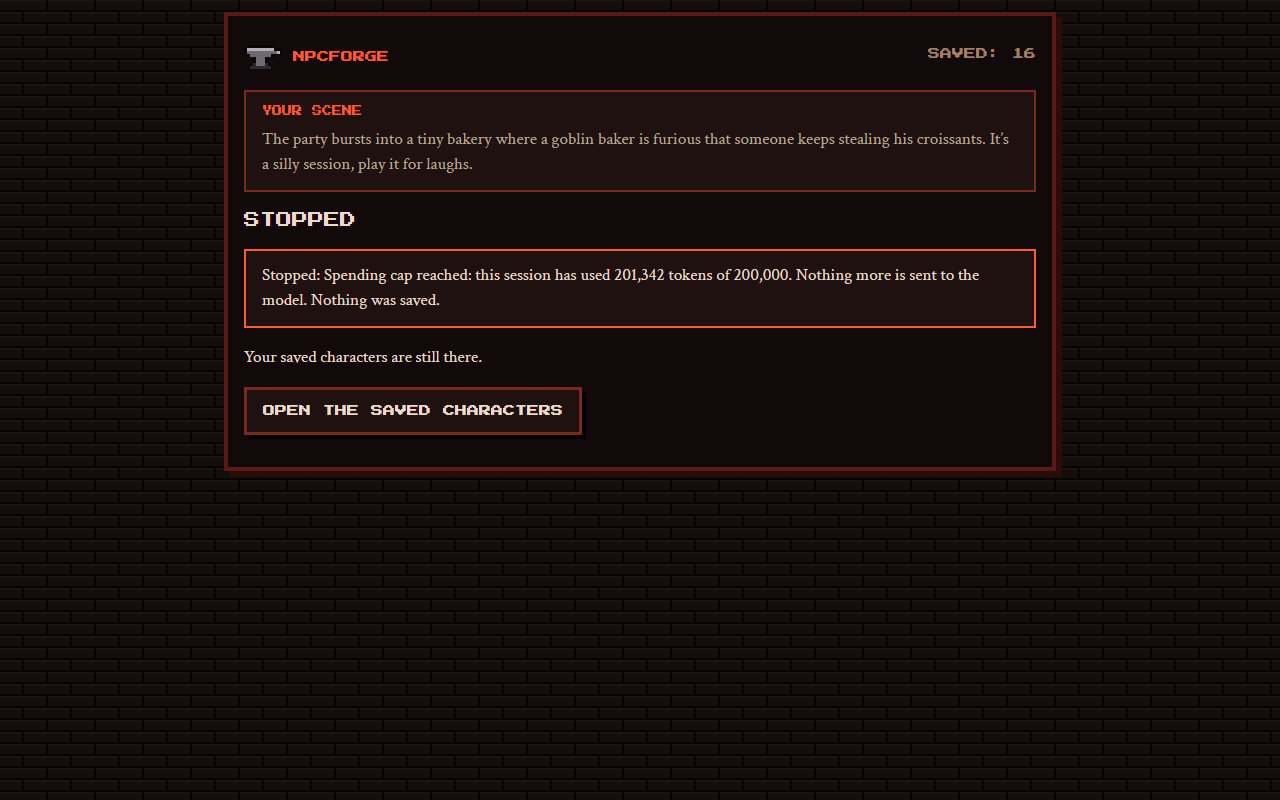 NPCFORGE
SAVED: 16
YOUR SCENE
The party bursts into a tiny bakery where a goblin baker is furious that someone keeps stealing his croissants. It's
a silly session, play it for laughs.
STOPPED
Stopped: Spending cap reached: this session has used 201,342 tokens of 200,000. Nothing more is sent to the
model. Nothing was saved.
Your saved characters are still there.
OPEN THE SAVED CHARACTERS